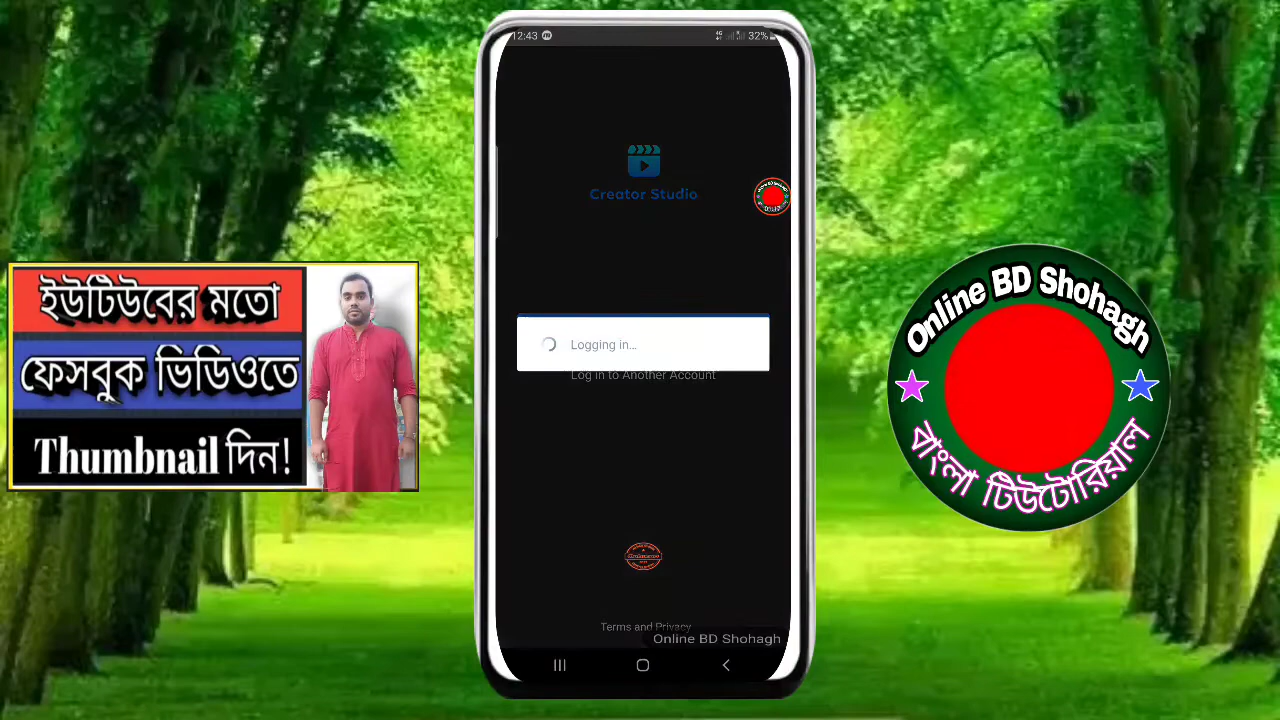 12:43
32%
Creator Studio
Logging in...
Log in to Another Account
Terms and Privacy
Online BD Shohagh
ইউটিউবের মতো
ফেসবুক ভিডিওতে
Thumbnail দিন!
Online BD Shohagh
বাংলা টিউটোরিয়াল